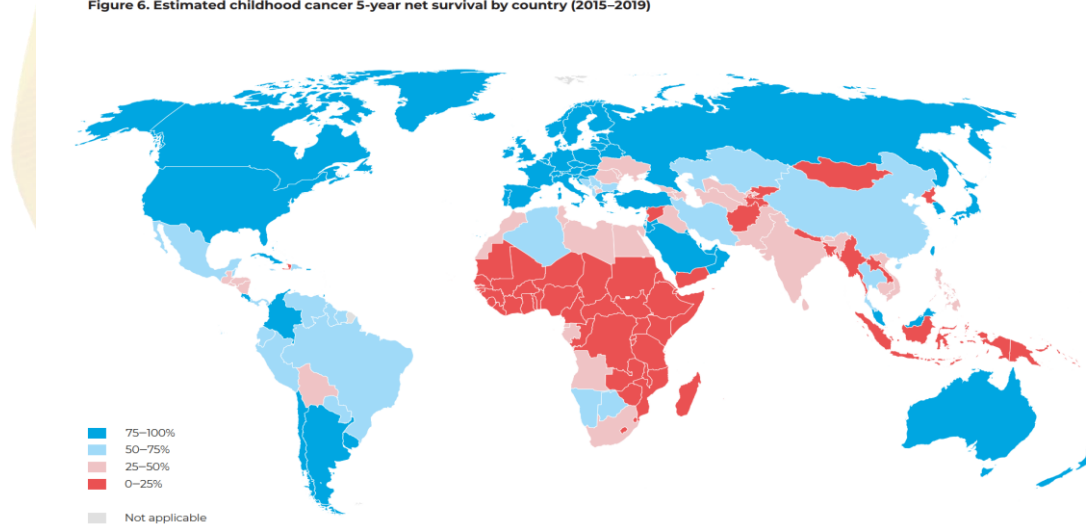 Figure 6. Estimated childhood cancer 5-year net survival by country (2015–2019)
75–100%
50–75%
25–50%
0–25%
Not applicable